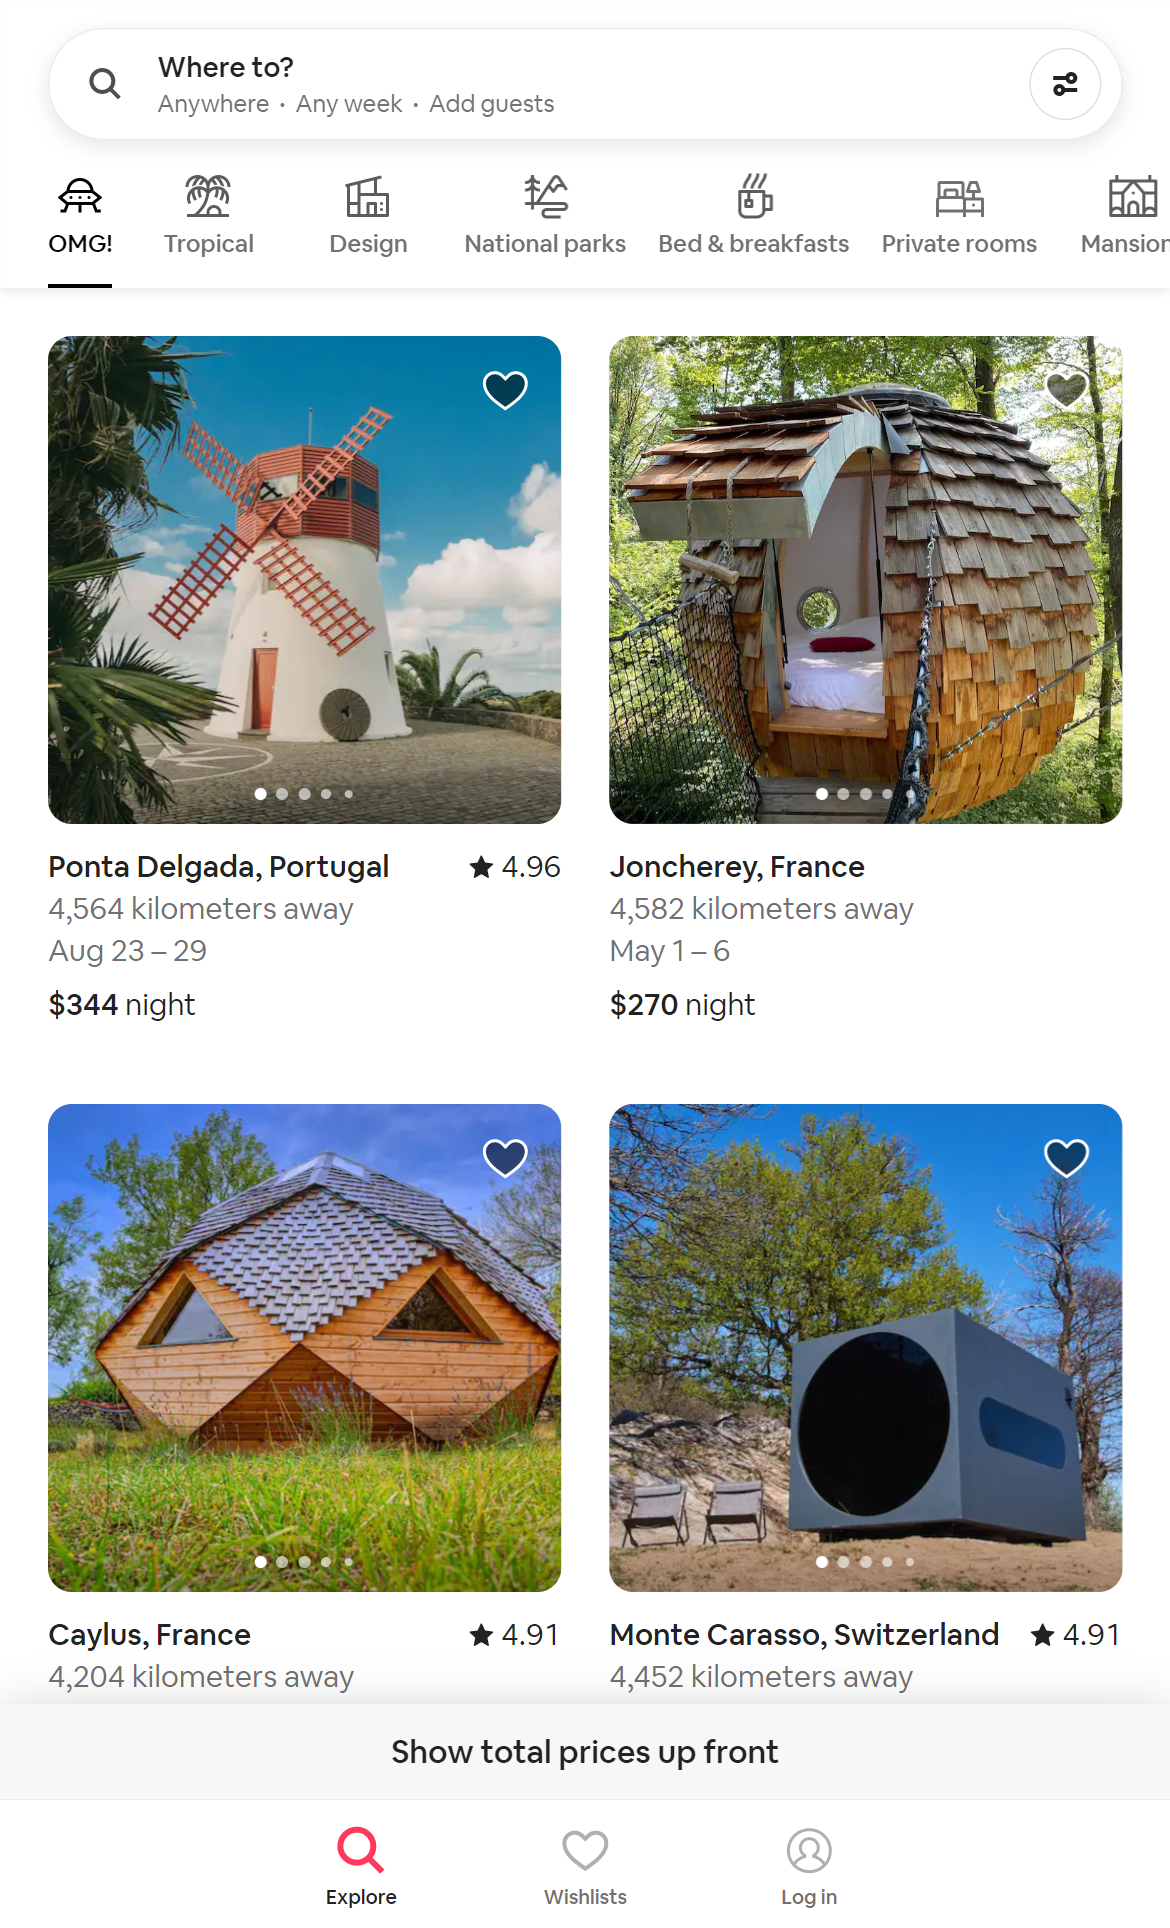 Where to?
Anywhere • Any week • Add guests
OMG!
Tropical
Design
National parks
Bed & breakfasts
Private rooms
Mansion
Ponta Delgada, Portugal
4.96
4,564 kilometers away
Aug 23 – 29
$344 night
Joncherey, France
4,582 kilometers away
May 1 – 6
$270 night
Caylus, France
4.91
4,204 kilometers away
Monte Carasso, Switzerland
4.91
4,452 kilometers away
Show total prices up front
Explore
Wishlists
Log in